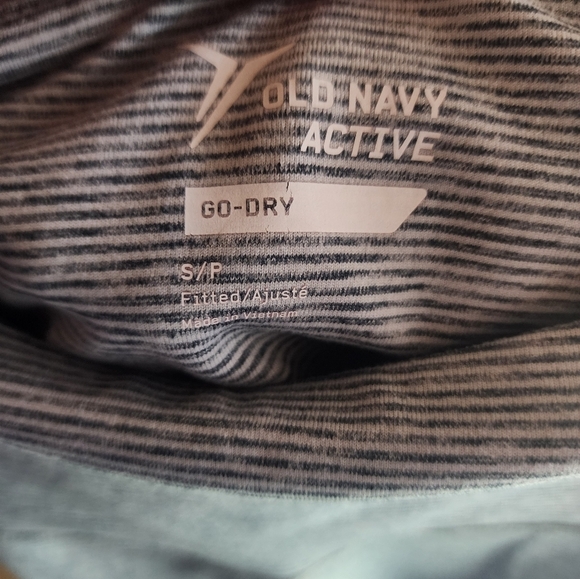 OLD NAVY
ACTIVE
GO-DRY
S/P
Fitted/Ajusté
Made in Vietnam